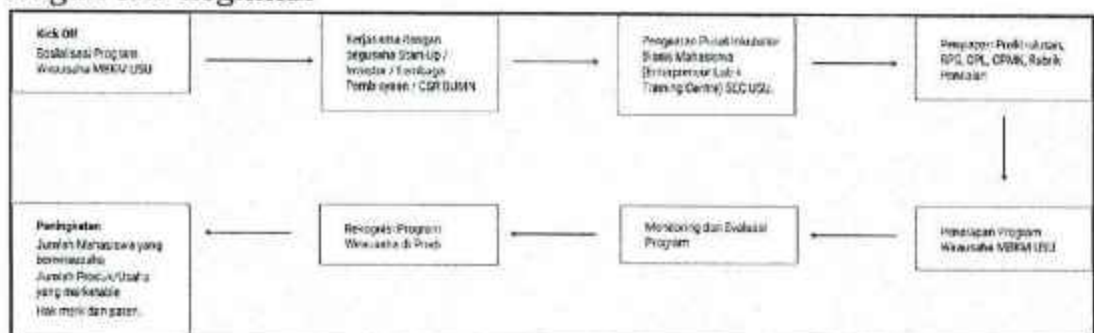 Kick Off
Sosialisasi Program
Wirausaha MBKM USU
Kerjasama dengan
pegusaha Start-Up /
Investor / Lembaga
Pembiayaan / CSR BUMN
Penguatan Pusat Inkubator
Bisnis Mahasiswa
(Entrepreneur Lab +
Training Centre) SEC USU.
Penyiapan Profil lulusan,
RPS, CPL, CPMK, Rubrik
Penilaian
Penerapan Program
Wirausaha MBKM USU
Monitoring dan Evaluasi
Program
Rekognisi Program
Wirausaha di Prodi
Peningkatan
Jumlah Mahasiswa yang
berwirausaha
Jumlah Produk/Usaha
yang marketable
Hak merk dan paten.